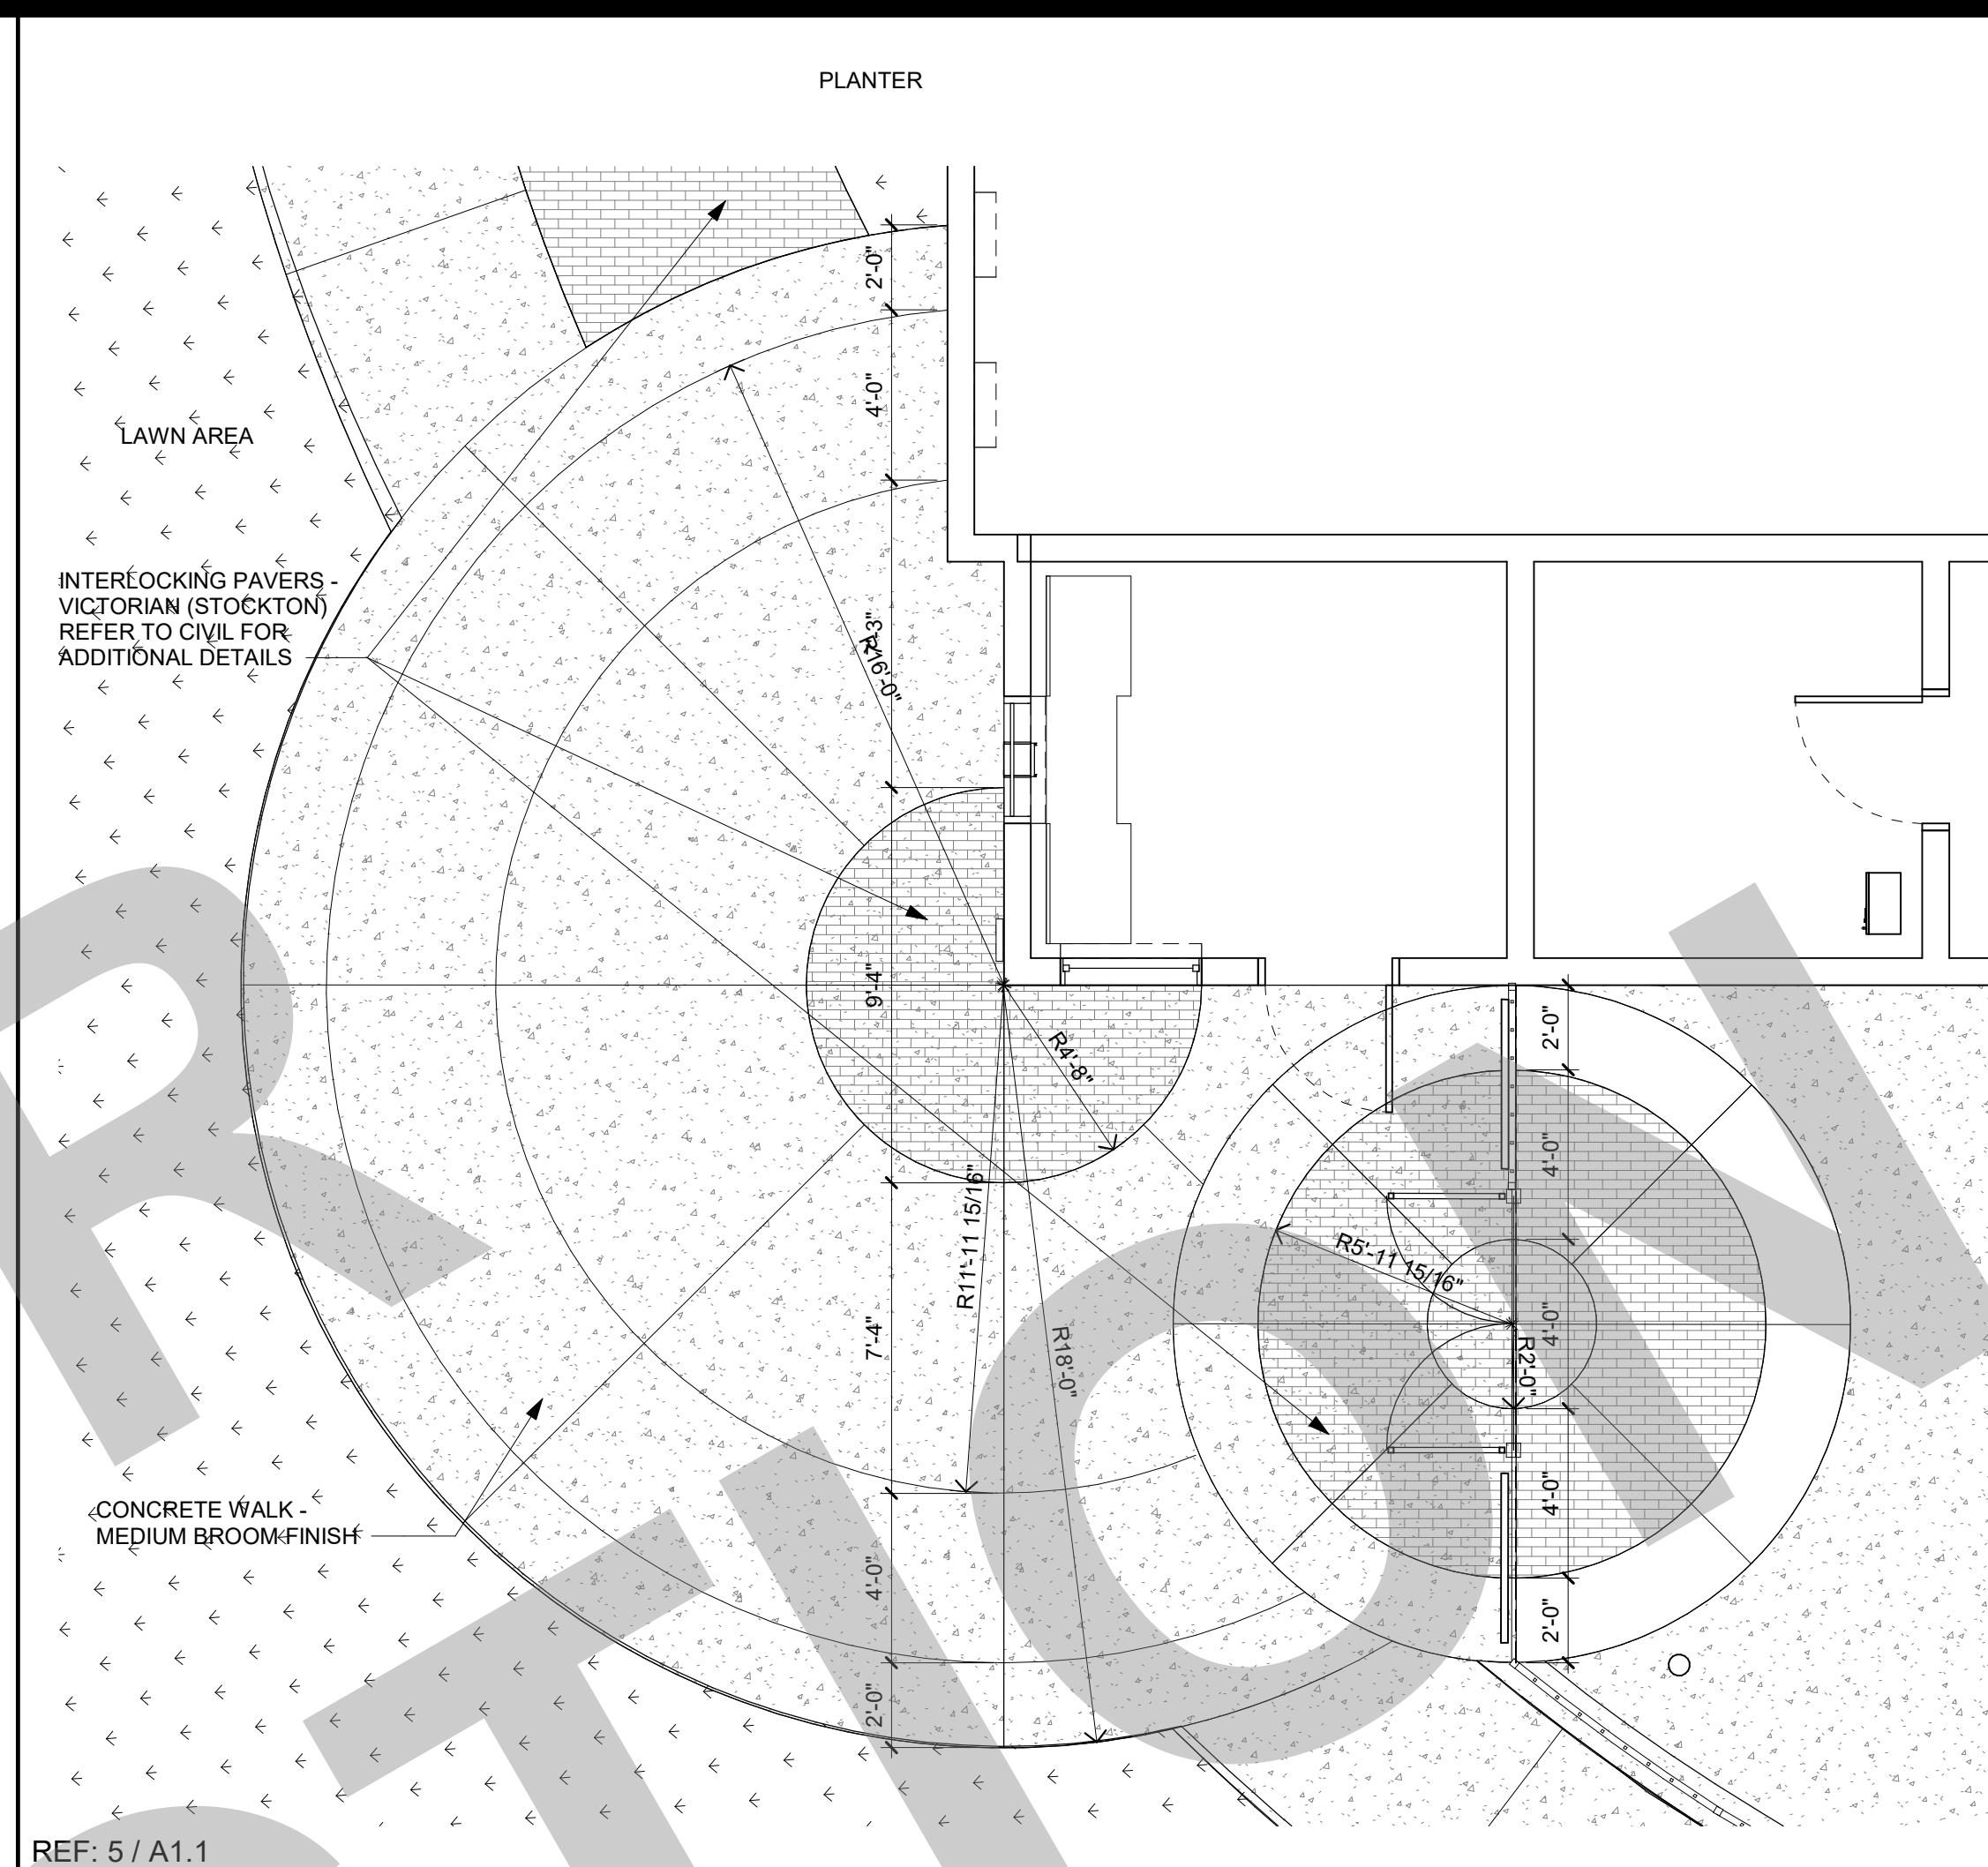 PLANTER
2'-0"
4'-0"
LAWN AREA
INTERLOCKING PAVERS -
VICTORIAN (STOCKTON)
REFER TO CIVIL FOR
ADDITIONAL DETAILS
R16'-0"
9'-4"
R4'-8"
2'-0"
4'-0"
R11'-11 15/16"
R5'-11 15/16"
7'-4"
R18'-0"
4'-0"
R2'-0"
CONCRETE WALK -
MEDIUM BROOM FINISH
4'-0"
4'-0"
2'-0"
2'-0"
REF: 5 / A1.1